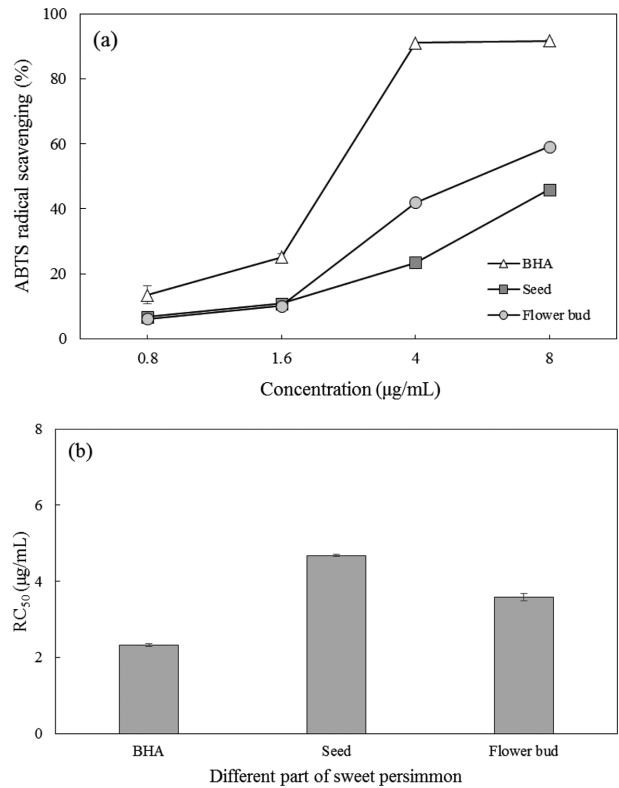 (a)
ABTS radical scavenging (%)
100
80
60
40
20
0
BHA
Seed
Flower bud
0.8 1.6 4 8
Concentration (μg/mL)
(b)
RC50 (μg/mL)
8
6
4
2
0
BHA Seed Flower bud
Different part of sweet persimmon